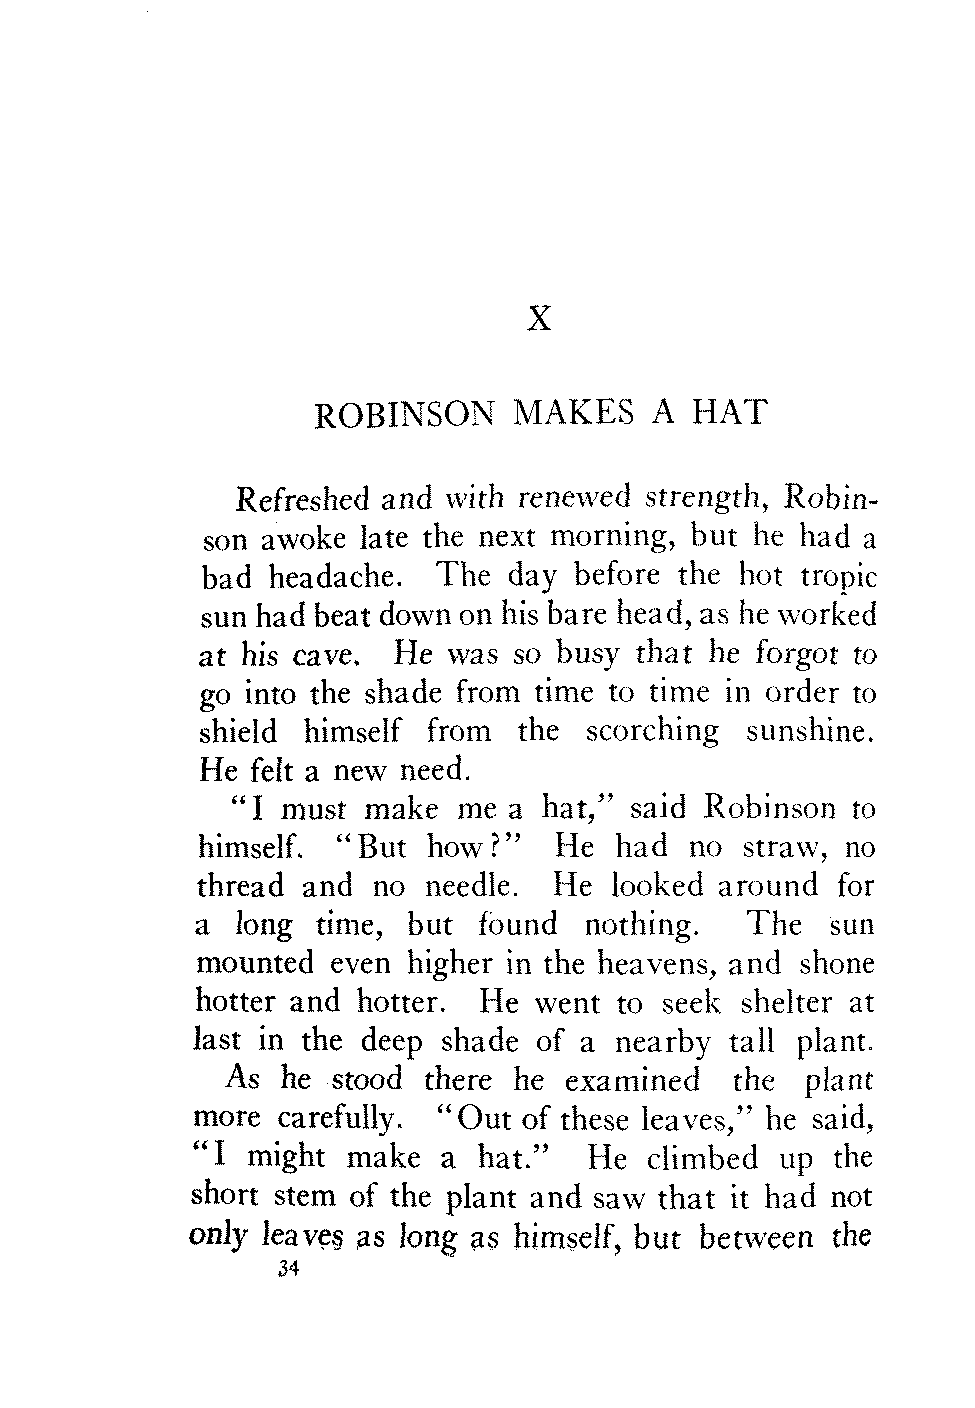 X
ROBINSON MAKES A HAT
Refreshed and with renewed strength, Robin-
son awoke late the next morning, but he had a
bad headache. The day before the hot tropic
sun had beat down on his bare head, as he worked
at his cave. He was so busy that he forgot to
go into the shade from time to time in order to
shield himself from the scorching sunshine.
He felt a new need.
"I must make me a hat," said Robinson to
himself. "But how?" He had no straw, no
thread and no needle. He looked around for
a long time, but found nothing. The sun
mounted even higher in the heavens, and shone
hotter and hotter. He went to seek shelter at
last in the deep shade of a nearby tall plant.
As he stood there he examined the plant
more carefully. "Out of these leaves," he said,
"I might make a hat." He climbed up the
short stem of the plant and saw that it had not
only leaves as long as himself, but between the
34